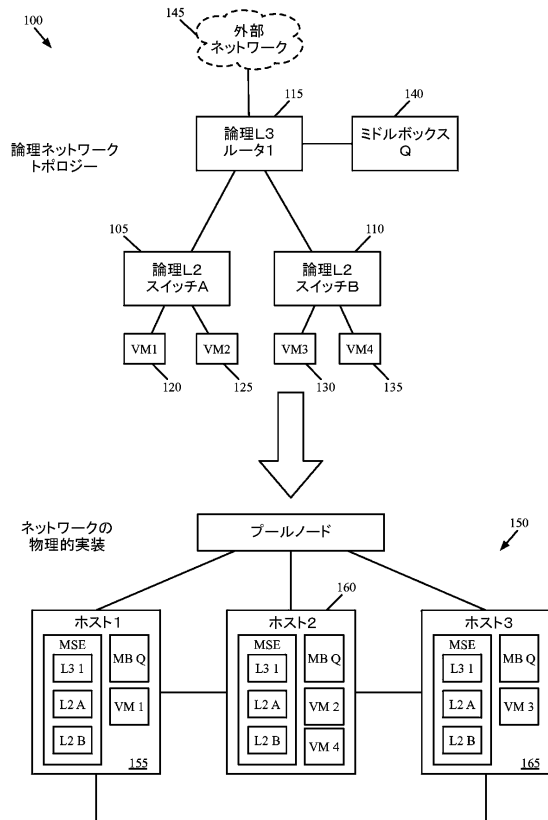 100
145
外部
ネットワーク
115
140
論理L3
ルータ1
ミドルボックス
Q
論理ネットワーク
トポロジー
105
110
論理L2
スイッチA
論理L2
スイッチB
VM1
VM2
VM3
VM4
120
125
130
135
ネットワークの
物理的実装
プールノード
150
160
ホスト1
MSE
L3 1
L2 A
L2 B
MB Q
VM 1
155
ホスト2
MSE
L3 1
L2 A
L2 B
MB Q
VM 2
VM 4
ホスト3
MSE
L3 1
L2 A
L2 B
MB Q
VM 3
165